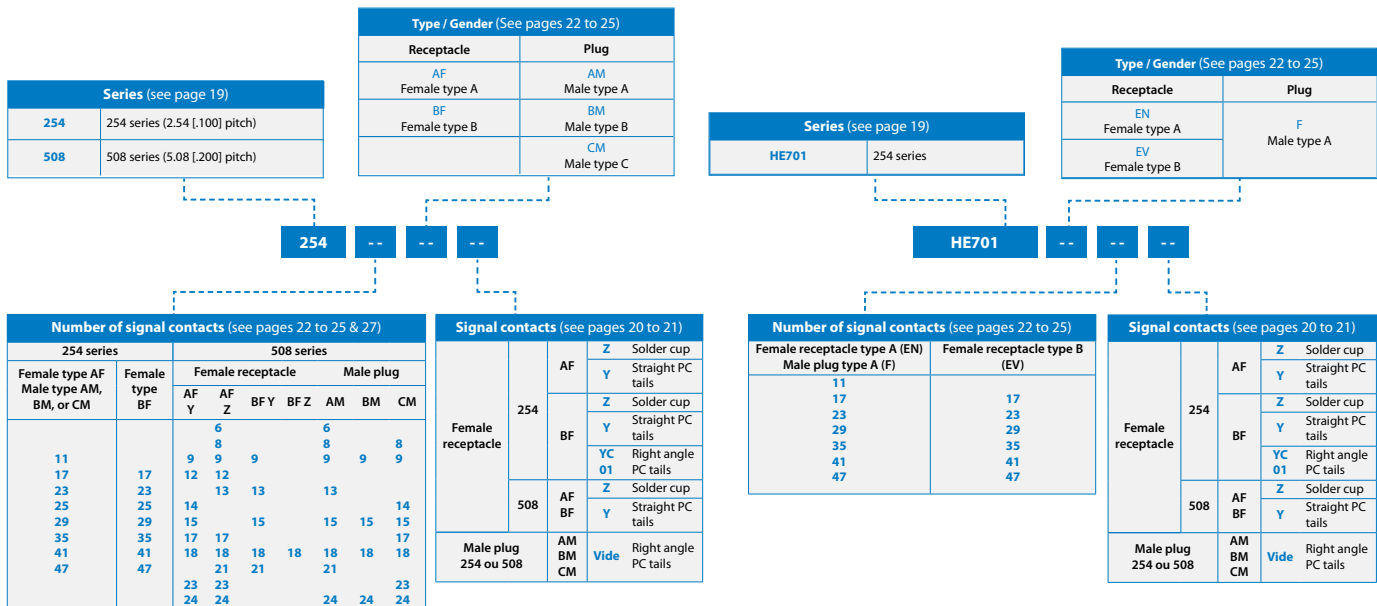 Type / Gender (See pages 22 to 25)
Receptacle Plug
AF AM
Female type A Male type A
BF BM
Female type B Male type B
CM
Male type C
Series (see page 19)
254 254 series (2.54 [.100] pitch)
508 508 series (5.08 [.200] pitch)
254 -- -- --
Number of signal contacts (see pages 22 to 25 & 27)
254 series 508 series
Female type AF Female Female receptacle Male plug
Male type AM, type AF AF BF Y BF Z AM BM CM
BM, or CM BF Y Z
6 6
8 8 8
11 9 9 9 9 9 9
17 17 12 12
23 23 13 13 13
25 25 14 14
29 29 15 15 15 15 15
35 35 17 17 17
41 41 18 18 18 18 18 18 18
47 47 21 21 21
23 23 23
24 24 24 24 24
Signal contacts (see pages 20 to 21)
Female receptacle
254
AF
Z Solder cup
Y Straight PC tails
BF
Z Solder cup
Y Straight PC tails
YC 01 Right angle PC tails
508
AF
BF
Z Solder cup
Y Straight PC tails
Male plug
254 ou 508
AM
BM
CM
Vide Right angle PC tails
Series (see page 19)
HE701 254 series
Type / Gender (See pages 22 to 25)
Receptacle Plug
EN
Female type A
EV
Female type B
F
Male type A
HE701 -- -- --
Number of signal contacts (see pages 22 to 25)
Female receptacle type A (EN) Female receptacle type B
Male plug type A (F) (EV)
11
17 17
23 23
29 29
35 35
41 41
47 47
Signal contacts (see pages 20 to 21)
Female receptacle
254
AF
Z Solder cup
Y Straight PC tails
BF
Z Solder cup
Y Straight PC tails
YC 01 Right angle PC tails
508
AF
BF
Z Solder cup
Y Straight PC tails
Male plug
254 ou 508
AM
BM
CM
Vide Right angle PC tails